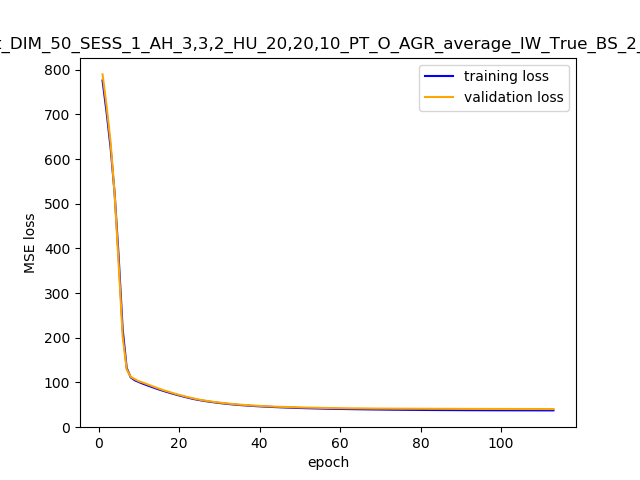 _DIM_50_SESS_1_AH_3,3,2_HU_20,20,10_PT_O_AGR_average_IW_True_BS_2_
training loss
validation loss
MSE loss
800
700
600
500
400
300
200
100
0
0 20 40 60 80 100
epoch